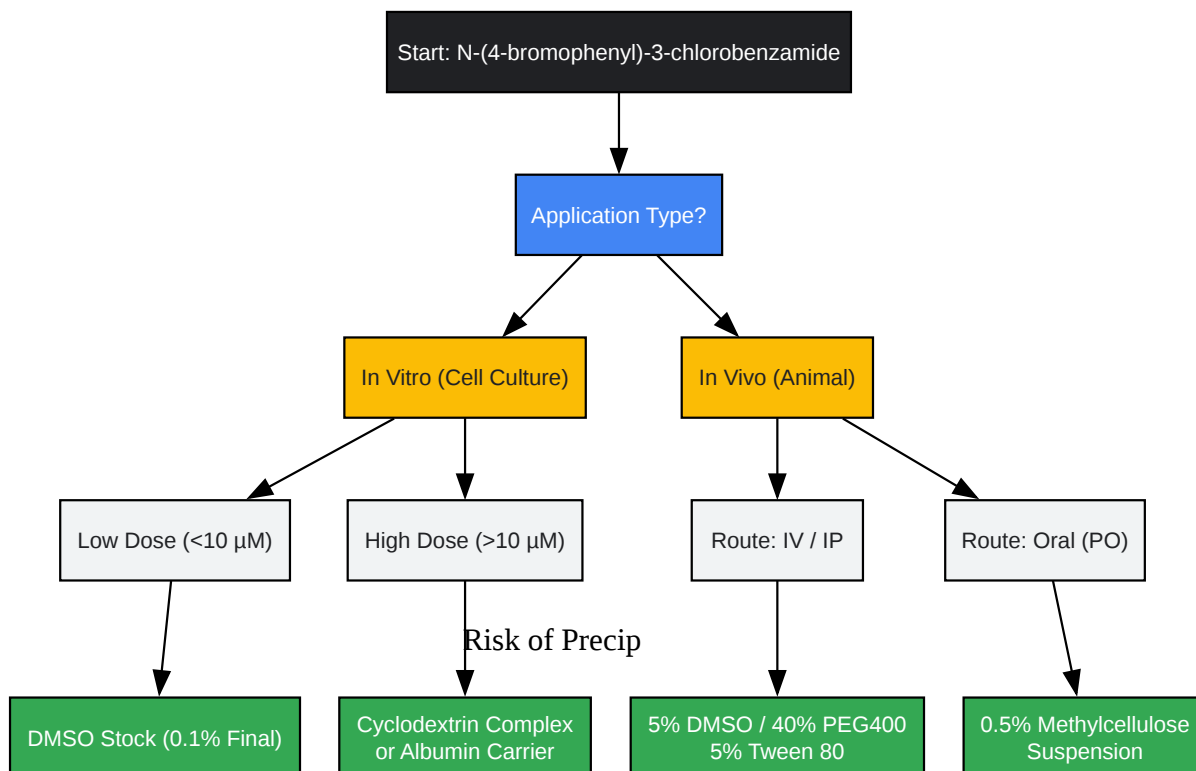 Start: N-(4-bromophenyl)-3-chlorobenzamide
Application Type?
In Vitro (Cell Culture)
In Vivo (Animal)
Low Dose (<10 µM)
High Dose (>10 µM)
Route: IV / IP
Route: Oral (PO)
Risk of Precip
DMSO Stock (0.1% Final)
Cyclodextrin Complex
or Albumin Carrier
5% DMSO / 40% PEG400
5% Tween 80
0.5% Methylcellulose
Suspension